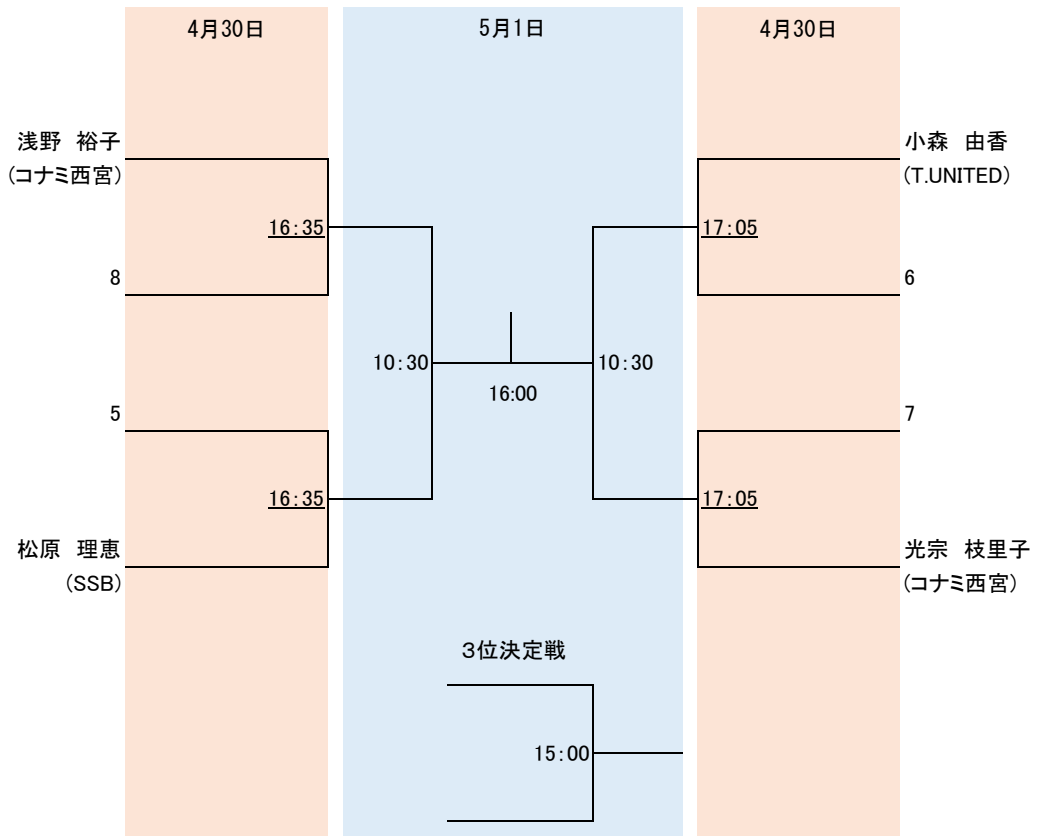 4月30日
5月1日
4月30日
浅野　裕子
(コナミ西宮)
16:35
8
5
16:35
松原　理恵
(SSB)
10:30
16:00
10:30
小森　由香
(T.UNITED)
17:05
6
7
17:05
光宗　枝里子
(コナミ西宮)
3位決定戦
15:00